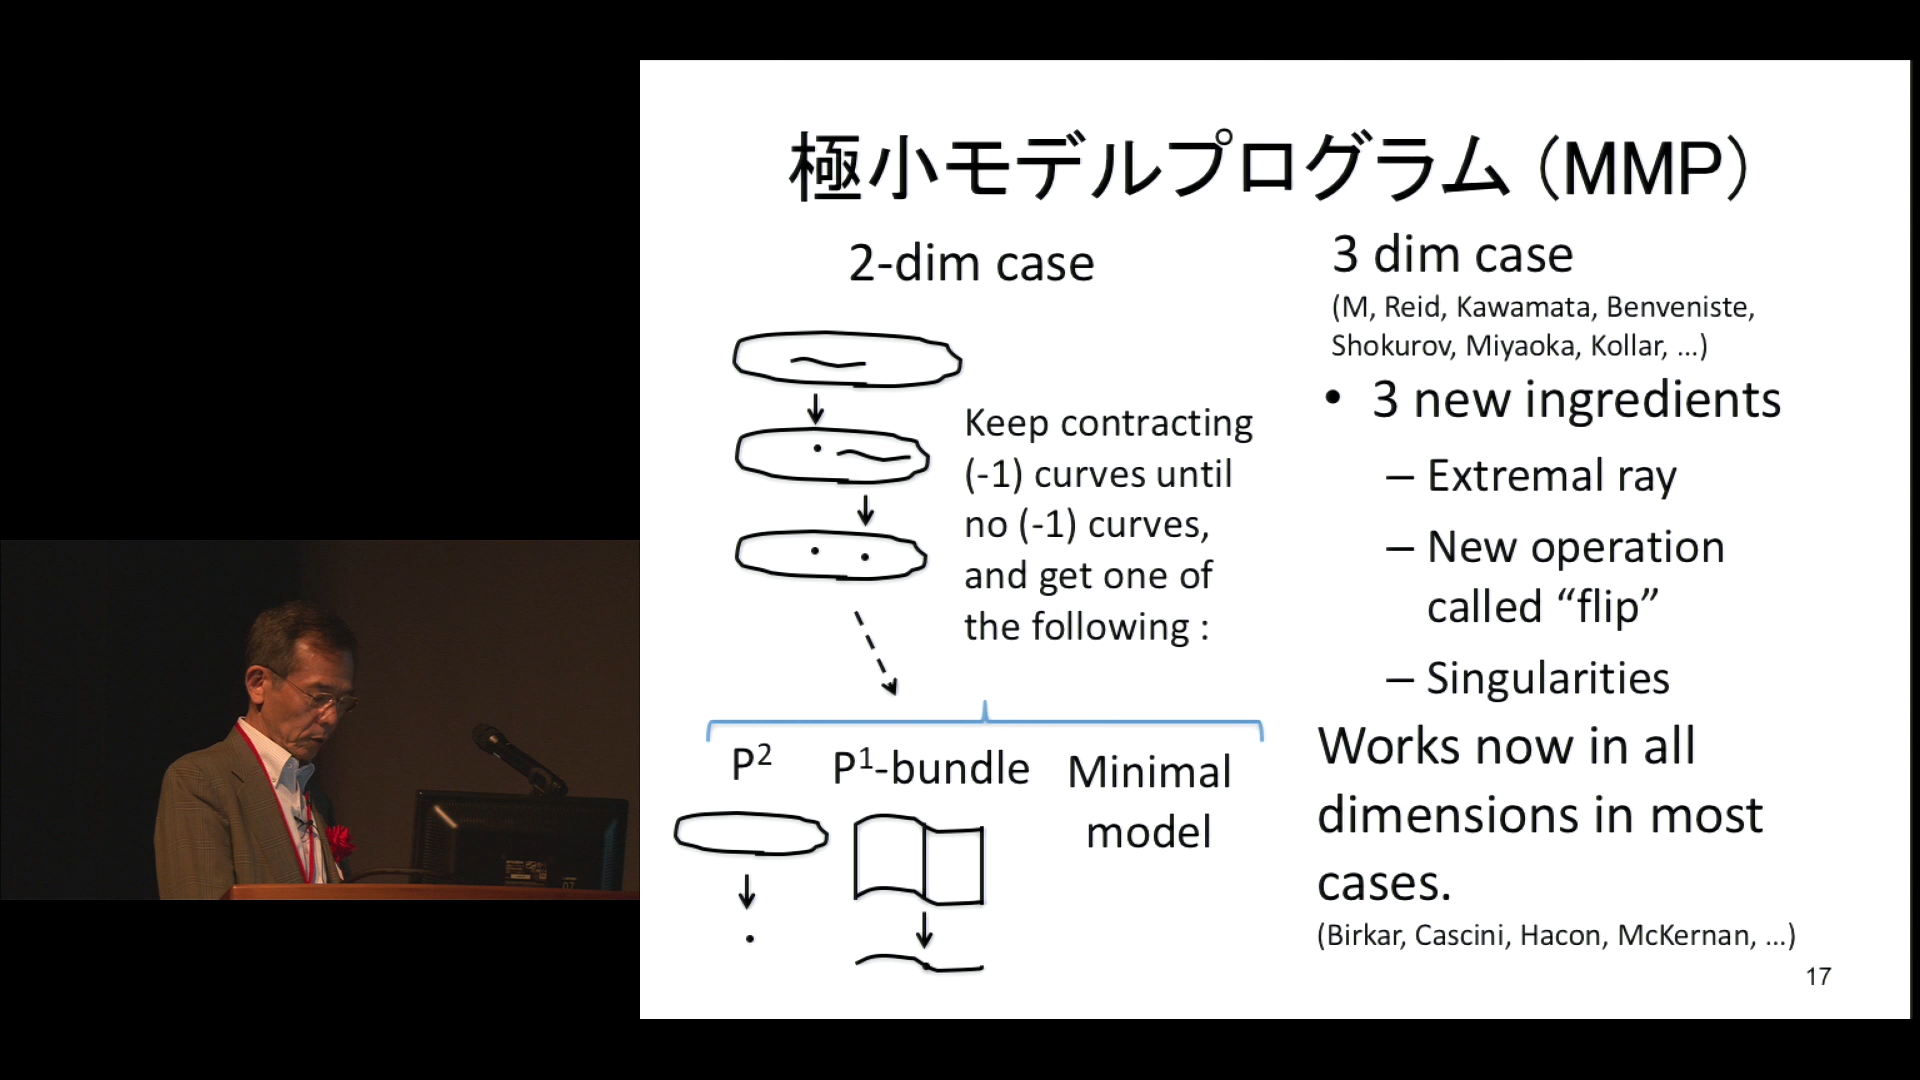 極小モデルプログラム（MMP）
2-dim case
Keep contracting
(-1) curves until
no (-1) curves,
and get one of
the following :
P²
P¹-bundle
Minimal
model
3 dim case
(M, Reid, Kawamata, Benveniste,
Shokurov, Miyaoka, Kollar, ...)
• 3 new ingredients
– Extremal ray
– New operation
called “flip”
– Singularities
Works now in all
dimensions in most
cases.
(Birkar, Cascini, Hacon, McKernan, ...)
17